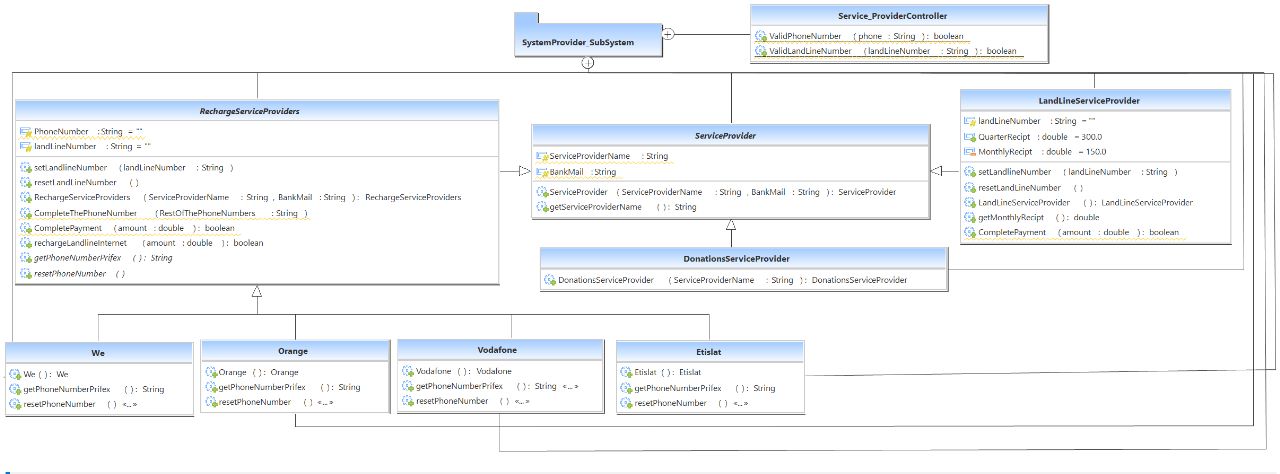 SystemProvider_SubSystem
Service_ProviderController
ValidPhoneNumber ( phone : String ) : boolean
ValidLandLineNumber ( landLineNumber : String ) : boolean
RechargeServiceProviders
PhoneNumber : String = ""
landLineNumber : String = ""
setLandlineNumber ( landLineNumber : String )
resetLandLineNumber ( )
RechargeServiceProviders ( ServiceProviderName : String , BankMail : String ) : RechargeServiceProviders
CompleteThePhoneNumber ( RestOfThePhoneNumbers : String )
CompletePayment ( amount : double ) : boolean
rechargeLandlineInternet ( amount : double ) : boolean
getPhoneNumberPrifex ( ) : String
resetPhoneNumber ( )
ServiceProvider
ServiceProviderName : String
BankMail : String
ServiceProvider ( ServiceProviderName : String , BankMail : String ) : ServiceProvider
getServiceProviderName ( ) : String
LandLineServiceProvider
landLineNumber : String = ""
QuarterRecipt : double = 300.0
MonthlyRecipt : double = 150.0
setLandlineNumber ( landLineNumber : String )
resetLandLineNumber ( )
LandLineServiceProvider ( ) : LandLineServiceProvider
getMonthlyRecipt ( ) : double
CompletePayment ( amount : double ) : boolean
DonationsServiceProvider
DonationsServiceProvider ( ServiceProviderName : String ) : DonationsServiceProvider
We
We ( ) : We
getPhoneNumberPrifex ( ) : String
resetPhoneNumber ( ) «...»
Orange
Orange ( ) : Orange
getPhoneNumberPrifex ( ) : String
resetPhoneNumber ( ) «...»
Vodafone
Vodafone ( ) : Vodafone
getPhoneNumberPrifex ( ) : String «...»
resetPhoneNumber ( ) «...»
Etislat
Etislat ( ) : Etislat
getPhoneNumberPrifex ( ) : String
resetPhoneNumber ( ) «...»